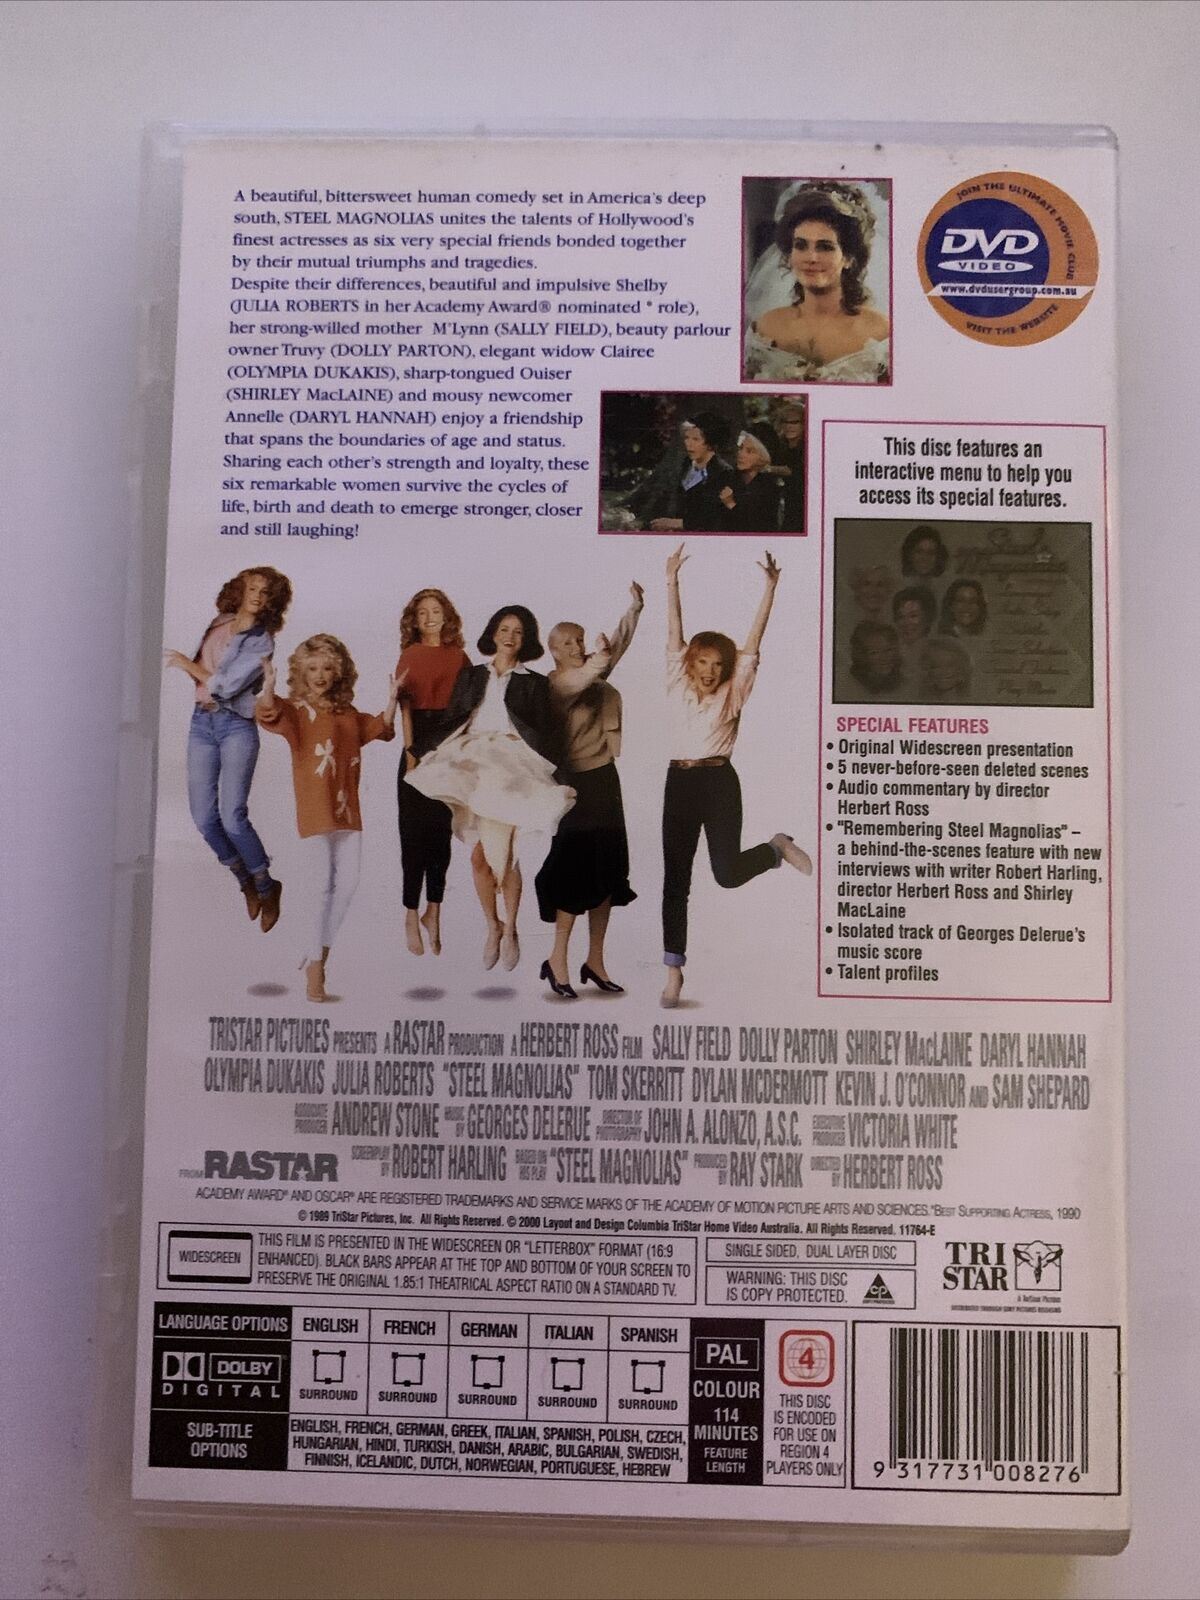 A beautiful, bittersweet human comedy set in America's deep
south, STEEL MAGNOLIAS unites the talents of Hollywood's
finest actresses as six very special friends bonded together
by their mutual triumphs and tragedies.
Despite their differences, beautiful and impulsive Shelby
(JULIA ROBERTS in her Academy Award® nominated * role),
her strong-willed mother M'Lynn (SALLY FIELD), beauty parlour
owner Truvy (DOLLY PARTON), elegant widow Clairee
(OLYMPIA DUKAKIS), sharp-tongued Ouiser
(SHIRLEY MacLAINE) and mousy newcomer
Annelle (DARYL HANNAH) enjoy a friendship
that spans the boundaries of age and status.
Sharing each other's strength and loyalty, these
six remarkable women survive the cycles of
life, birth and death to emerge stronger, closer
and still laughing!
JOIN THE ULTIMATE MOVIE CLUB
DVD
VIDEO
www.dvdusergroup.com.au
VISIT THE WEBSITE
This disc features an
interactive menu to help you
access its special features.
Steel
Magnolias
Scene Selections
Special Features
Play Movie
SPECIAL FEATURES
• Original Widescreen presentation
• 5 never-before-seen deleted scenes
• Audio commentary by director
Herbert Ross
• "Remembering Steel Magnolias" –
a behind-the-scenes feature with new
interviews with writer Robert Harling,
director Herbert Ross and Shirley
MacLaine
• Isolated track of Georges Delerue's
music score
• Talent profiles
TRISTAR PICTURES PRESENTS A RASTAR PRODUCTION A HERBERT ROSS FILM SALLY FIELD DOLLY PARTON SHIRLEY MacLAINE DARYL HANNAH
OLYMPIA DUKAKIS JULIA ROBERTS "STEEL MAGNOLIAS" TOM SKERRITT DYLAN MCDERMOTT KEVIN J. O'CONNOR AND SAM SHEPARD
ASSOCIATE PRODUCER ANDREW STONE MUSIC BY GEORGES DELERUE DIRECTOR OF PHOTOGRAPHY JOHN A. ALONZO, A.S.C. EXECUTIVE PRODUCER VICTORIA WHITE
FROM RASTAR SCREENPLAY BY ROBERT HARLING BASED ON HIS PLAY "STEEL MAGNOLIAS" PRODUCED BY RAY STARK DIRECTED BY HERBERT ROSS
ACADEMY AWARD® AND OSCAR® ARE REGISTERED TRADEMARKS AND SERVICE MARKS OF THE ACADEMY OF MOTION PICTURE ARTS AND SCIENCES. *BEST SUPPORTING ACTRESS, 1990
© 1989 TriStar Pictures, Inc. All Rights Reserved. © 2000 Layout and Design Columbia TriStar Home Video Australia. All Rights Reserved. 11764-E
WIDESCREEN
THIS FILM IS PRESENTED IN THE WIDESCREEN OR "LETTERBOX" FORMAT (16:9
ENHANCED). BLACK BARS APPEAR AT THE TOP AND BOTTOM OF YOUR SCREEN TO
PRESERVE THE ORIGINAL 1.85:1 THEATRICAL ASPECT RATIO ON A STANDARD TV.
SINGLE SIDED, DUAL LAYER DISC
WARNING: THIS DISC
IS COPY PROTECTED.
CP
TRI
STAR
LANGUAGE OPTIONS
DOLBY
DIGITAL
ENGLISH FRENCH GERMAN ITALIAN SPANISH
SURROUND SURROUND SURROUND SURROUND SURROUND
SUB-TITLE
OPTIONS
ENGLISH, FRENCH, GERMAN, GREEK, ITALIAN, SPANISH, POLISH, CZECH,
HUNGARIAN, HINDI, TURKISH, DANISH, ARABIC, BULGARIAN, SWEDISH,
FINNISH, ICELANDIC, DUTCH, NORWEGIAN, PORTUGUESE, HEBREW
PAL
COLOUR
114
MINUTES
FEATURE
LENGTH
4
THIS DISC
IS ENCODED
FOR USE ON
REGION 4
PLAYERS ONLY
9 317731 008276